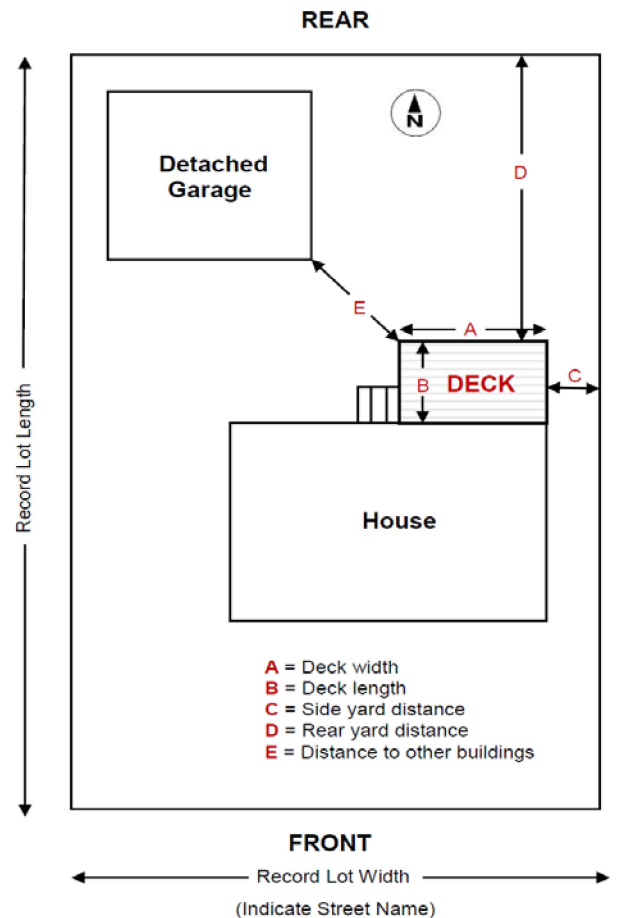 REAR
N
Detached
Garage
D
E
A
B
DECK
C
Record Lot Length
House
A = Deck width
B = Deck length
C = Side yard distance
D = Rear yard distance
E = Distance to other buildings
FRONT
Record Lot Width
(Indicate Street Name)